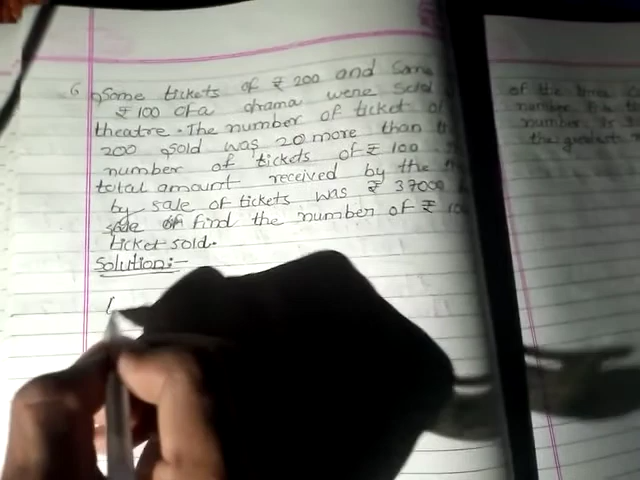 6 Some tickets of ₹ 200 and Some
₹ 100 of a drama were sold
theatre. The number of ticket of
200 sold was 20 more than
number of tickets of ₹ 100
total amount received by the
by sale of tickets was ₹ 37000
find the number of ₹
ticket sold.
Solution:-
of the three
number
number
the greatest